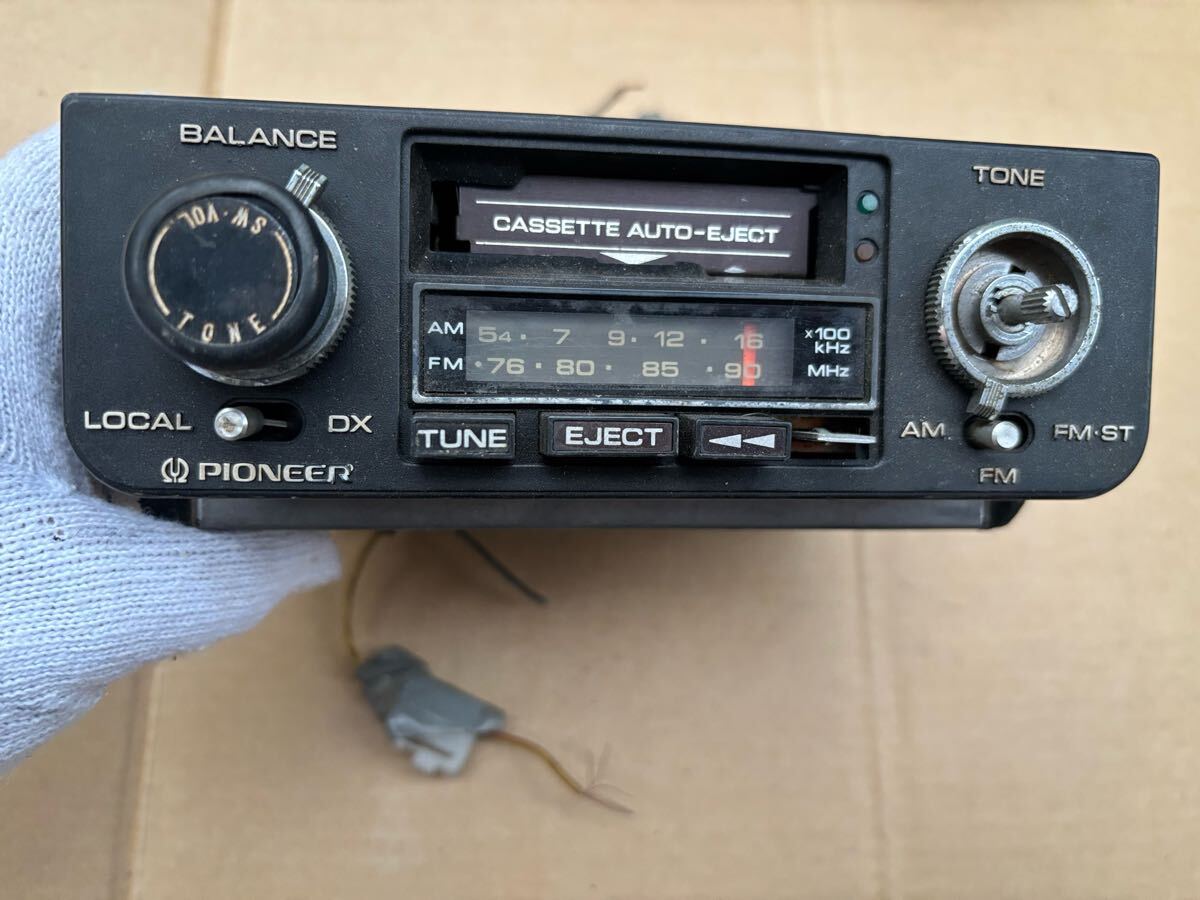 BALANCE
SW·VOL
TONE
CASSETTE AUTO-EJECT
TONE
AM 54· 7 9· 12 · 16 x100 kHz
FM ·76 ·80· 85 ·90 MHz
LOCAL DX
TUNE EJECT ◀◀
AM FM·ST
FM
PIONEER